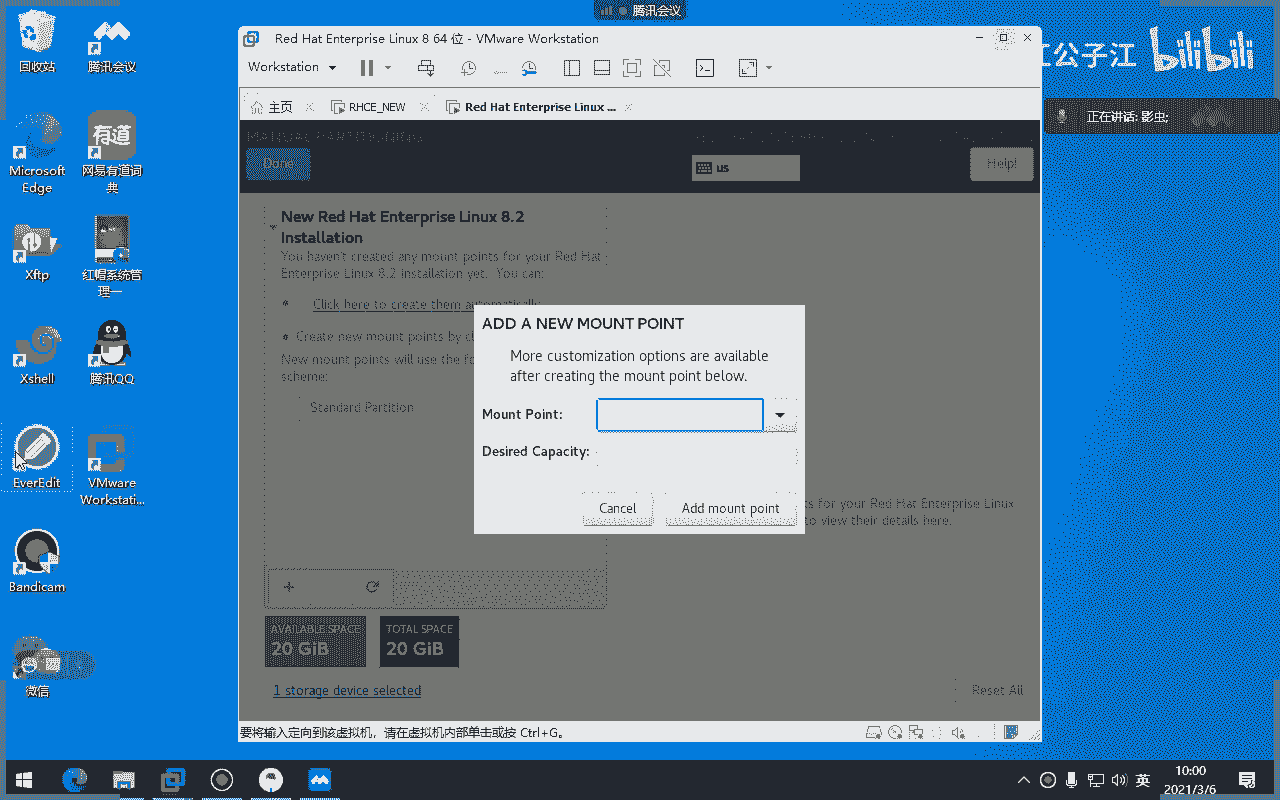 腾讯会议
回收站
腾讯会议
Microsoft
Edge
网易有道词
典
有道
Xftp
红帽系统管
理一
Xshell
腾讯QQ
EverEdit
VMware
Workstati...
Bandicam
微信
Red Hat Enterprise Linux 8 64 位 - VMware Workstation
Workstation
主页
RHCE_NEW
Red Hat Enterprise Linux ...
MANUAL PARTITIONING
Done
us
Help!
New Red Hat Enterprise Linux 8.2
Installation
You haven't created any mount points for your Red Hat
Enterprise Linux 8.2 installation yet. You can:
Click here to create them automatically.
Create new mount points by cl
New mount points will use the fo
scheme:
Standard Partition
ADD A NEW MOUNT POINT
More customization options are available
after creating the mount point below.
Mount Point:
Desired Capacity:
Cancel
Add mount point
ts for your Red Hat Enterprise Linux
to view their details here.
+
AVAILABLE SPACE
20 GiB
TOTAL SPACE
20 GiB
1 storage device selected
Reset All
要将输入定向到该虚拟机，请在虚拟机内部单击或按 Ctrl+G。
公子江
bilibili
正在讲话: 影虫;
英
10:00
2021/3/6